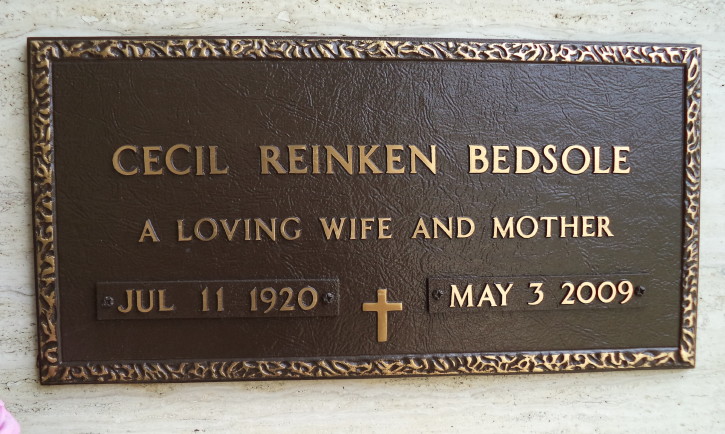 CECIL REINKEN BEDSOLE
A LOVING WIFE AND MOTHER
JUL 11 1920 MAY 3 2009